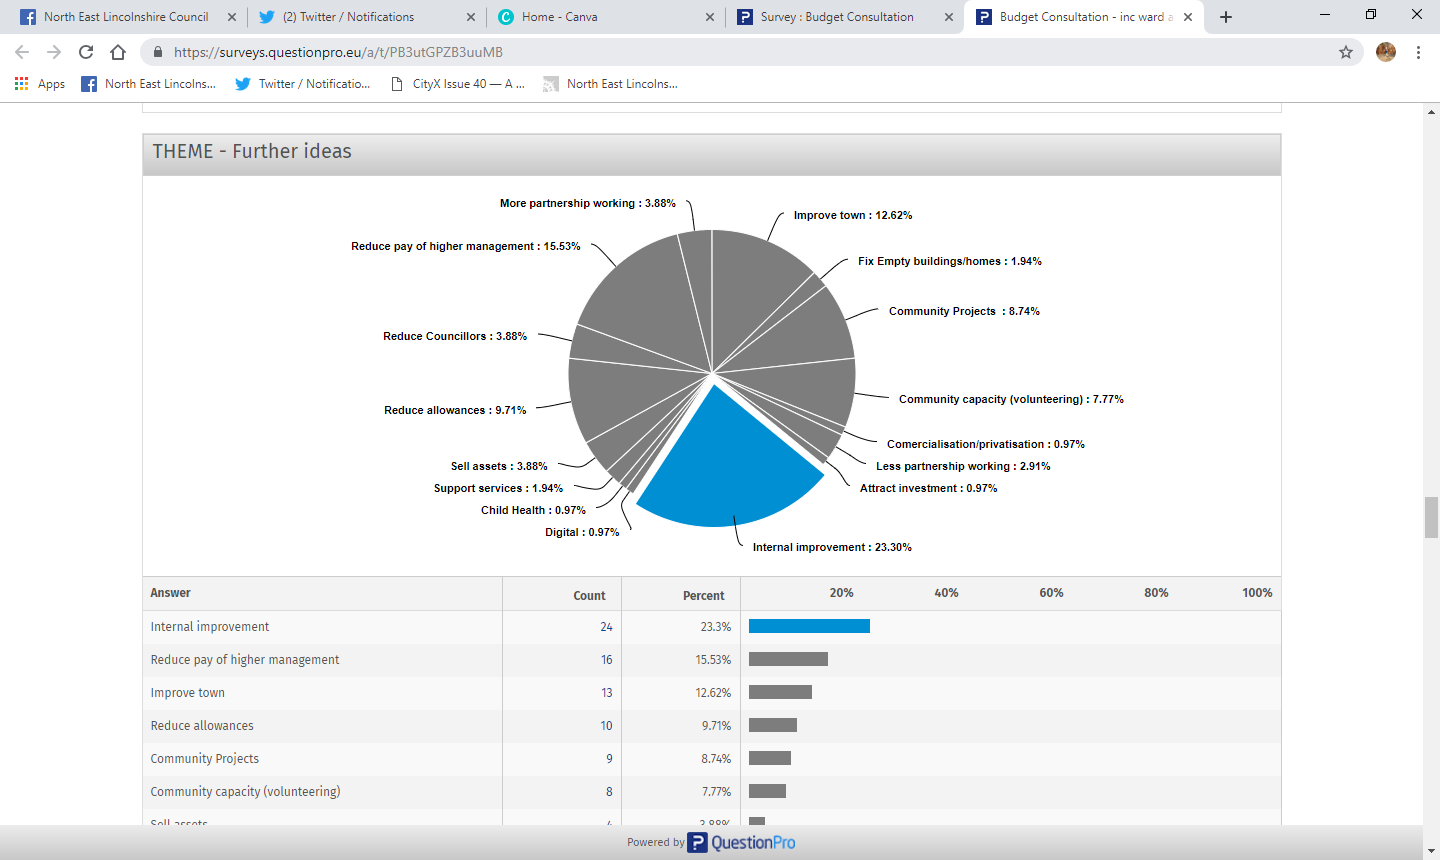 North East Lincolnshire Council
(2) Twitter / Notifications
Home - Canva
Survey : Budget Consultation
Budget Consultation - inc ward a
https://surveys.questionpro.eu/a/t/PB3utGPZB3uuMB
Apps
North East Lincolns...
Twitter / Notificatio...
CityX Issue 40 — A ...
North East Lincolns...
THEME - Further ideas
More partnership working : 3.88%
Improve town : 12.62%
Reduce pay of higher management : 15.53%
Fix Empty buildings/homes : 1.94%
Community Projects : 8.74%
Reduce Councillors : 3.88%
Community capacity (volunteering) : 7.77%
Reduce allowances : 9.71%
Comercialisation/privatisation : 0.97%
Sell assets : 3.88%
Less partnership working : 2.91%
Support services : 1.94%
Attract investment : 0.97%
Child Health : 0.97%
Digital : 0.97%
Internal improvement : 23.30%
Answer Count Percent 20% 40% 60% 80% 100%
Internal improvement 24 23.3%
Reduce pay of higher management 16 15.53%
Improve town 13 12.62%
Reduce allowances 10 9.71%
Community Projects 9 8.74%
Community capacity (volunteering) 8 7.77%
Sell assets 4 3.88%
Powered by QuestionPro